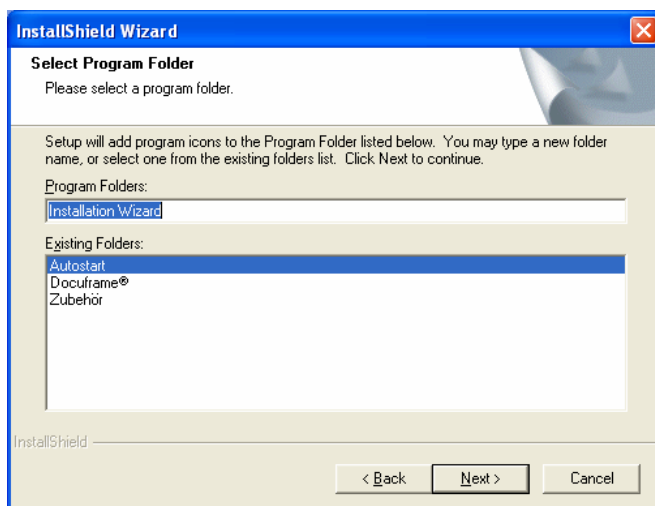 InstallShield Wizard
Select Program Folder
Please select a program folder.
Setup will add program icons to the Program Folder listed below. You may type a new folder
name, or select one from the existing folders list. Click Next to continue.
Program Folders:
Installation Wizard
Existing Folders:
Autostart
Docuframe®
Zubehör
InstallShield
< Back
Next >
Cancel